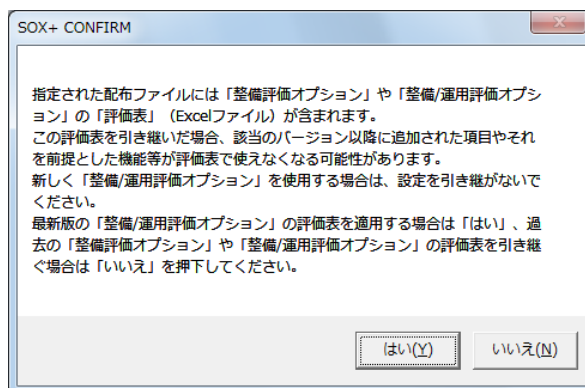 SOX+ CONFIRM
指定された配布ファイルには「整備評価オプション」や「整備/運用評価オプシ
ョン」の「評価表」（Excelファイル）が含まれます。
この評価表を引き継いだ場合、該当のバージョン以降に追加された項目やそれ
を前提とした機能等が評価表で使えなくなる可能性があります。
新しく「整備/運用評価オプション」を使用する場合は、設定を引き継がないで
ください。
最新版の「整備/運用評価オプション」の評価表を適用する場合は「はい」、過
去の「整備評価オプション」や「整備/運用評価オプション」の評価表を引き継
ぐ場合は「いいえ」を押下してください。
はい(Y) いいえ(N)